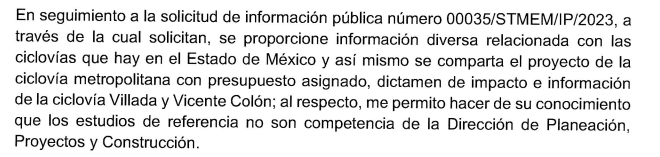 En seguimiento a la solicitud de información pública número 00035/STMEM/IP/2023, a
través de la cual solicitan, se proporcione información diversa relacionada con las
ciclovías que hay en el Estado de México y así mismo se comparta el proyecto de la
ciclovía metropolitana con presupuesto asignado, dictamen de impacto e información
de la ciclovía Villada y Vicente Colón; al respecto, me permito hacer de su conocimiento
que los estudios de referencia no son competencia de la Dirección de Planeación,
Proyectos y Construcción.